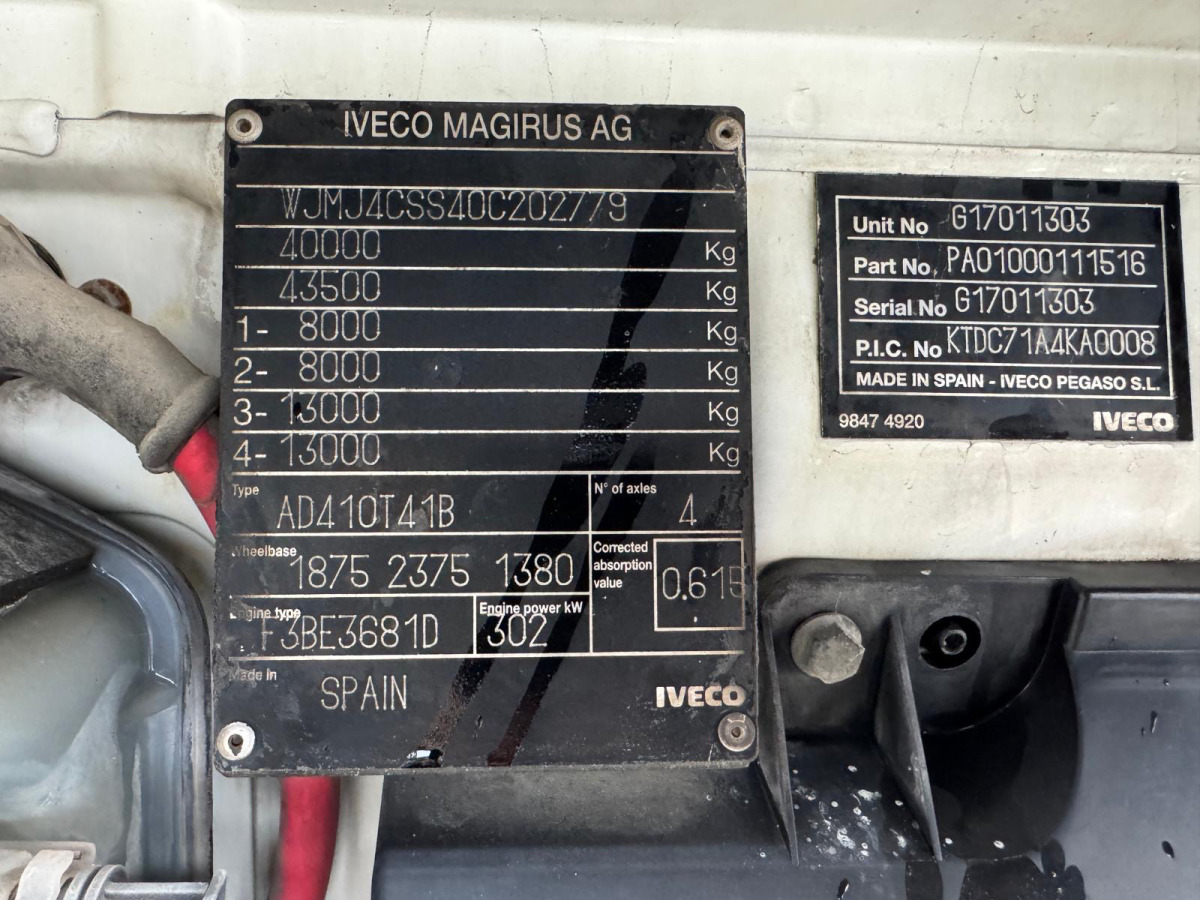 IVECO MAGIRUS AG
WJMJ4CSS40C202779
40000 Kg
43500 Kg
1- 8000 Kg
2- 8000 Kg
3- 13000 Kg
4- 13000 Kg
Type AD410T41B
N° of axles 4
Wheelbase 1875 2375 1380
Corrected absorption value 0.615
Engine type F3BE3681D
Engine power kW 302
Made in SPAIN
IVECO
Unit No G17011303
Part No PA01000111516
Serial No G17011303
P.I.C. No KTDC71A4KA0008
MADE IN SPAIN - IVECO PEGASO S.L.
9847 4920 IVECO